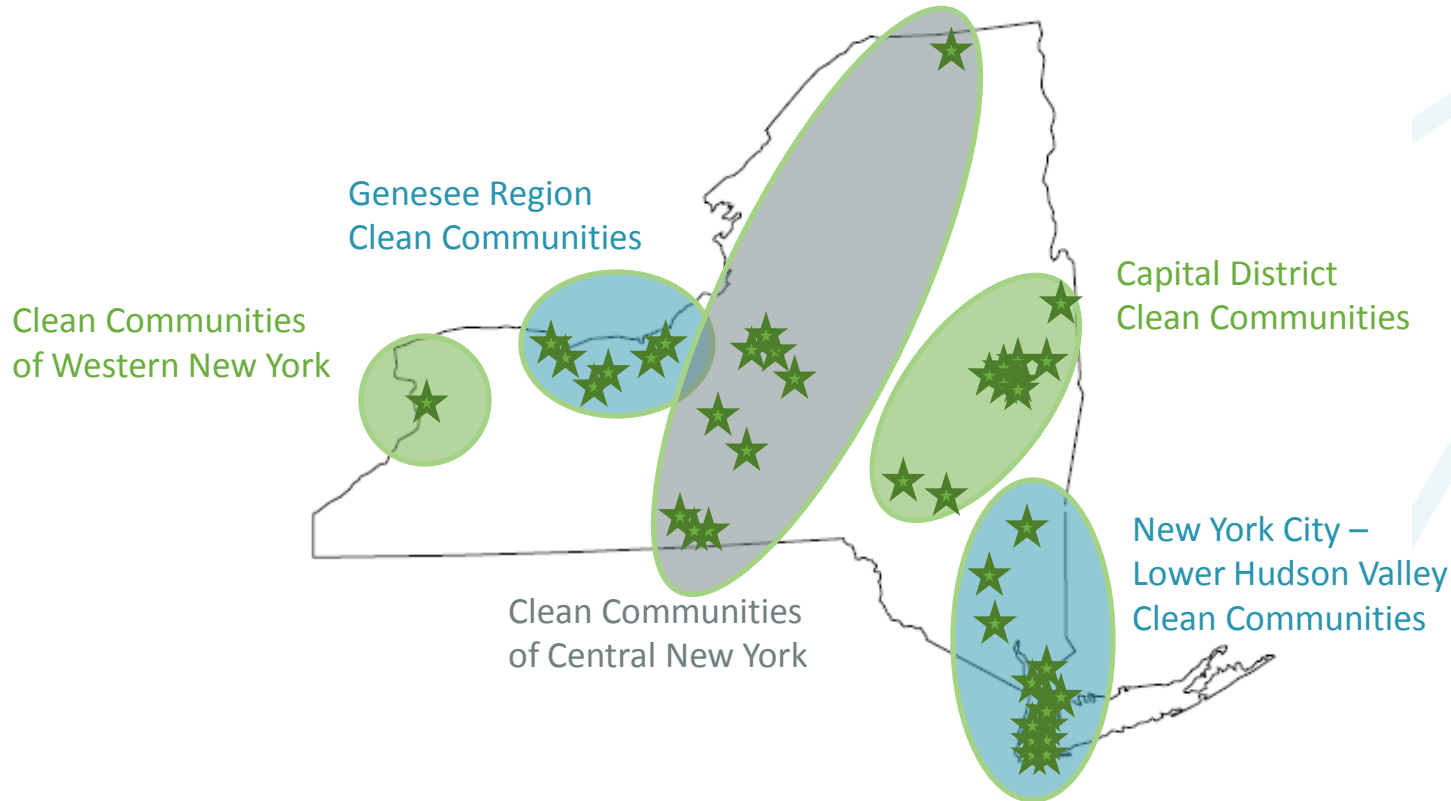 Genesee Region
Clean Communities
Clean Communities
of Western New York
Capital District
Clean Communities
New York City –
Lower Hudson Valley
Clean Communities
Clean Communities
of Central New York